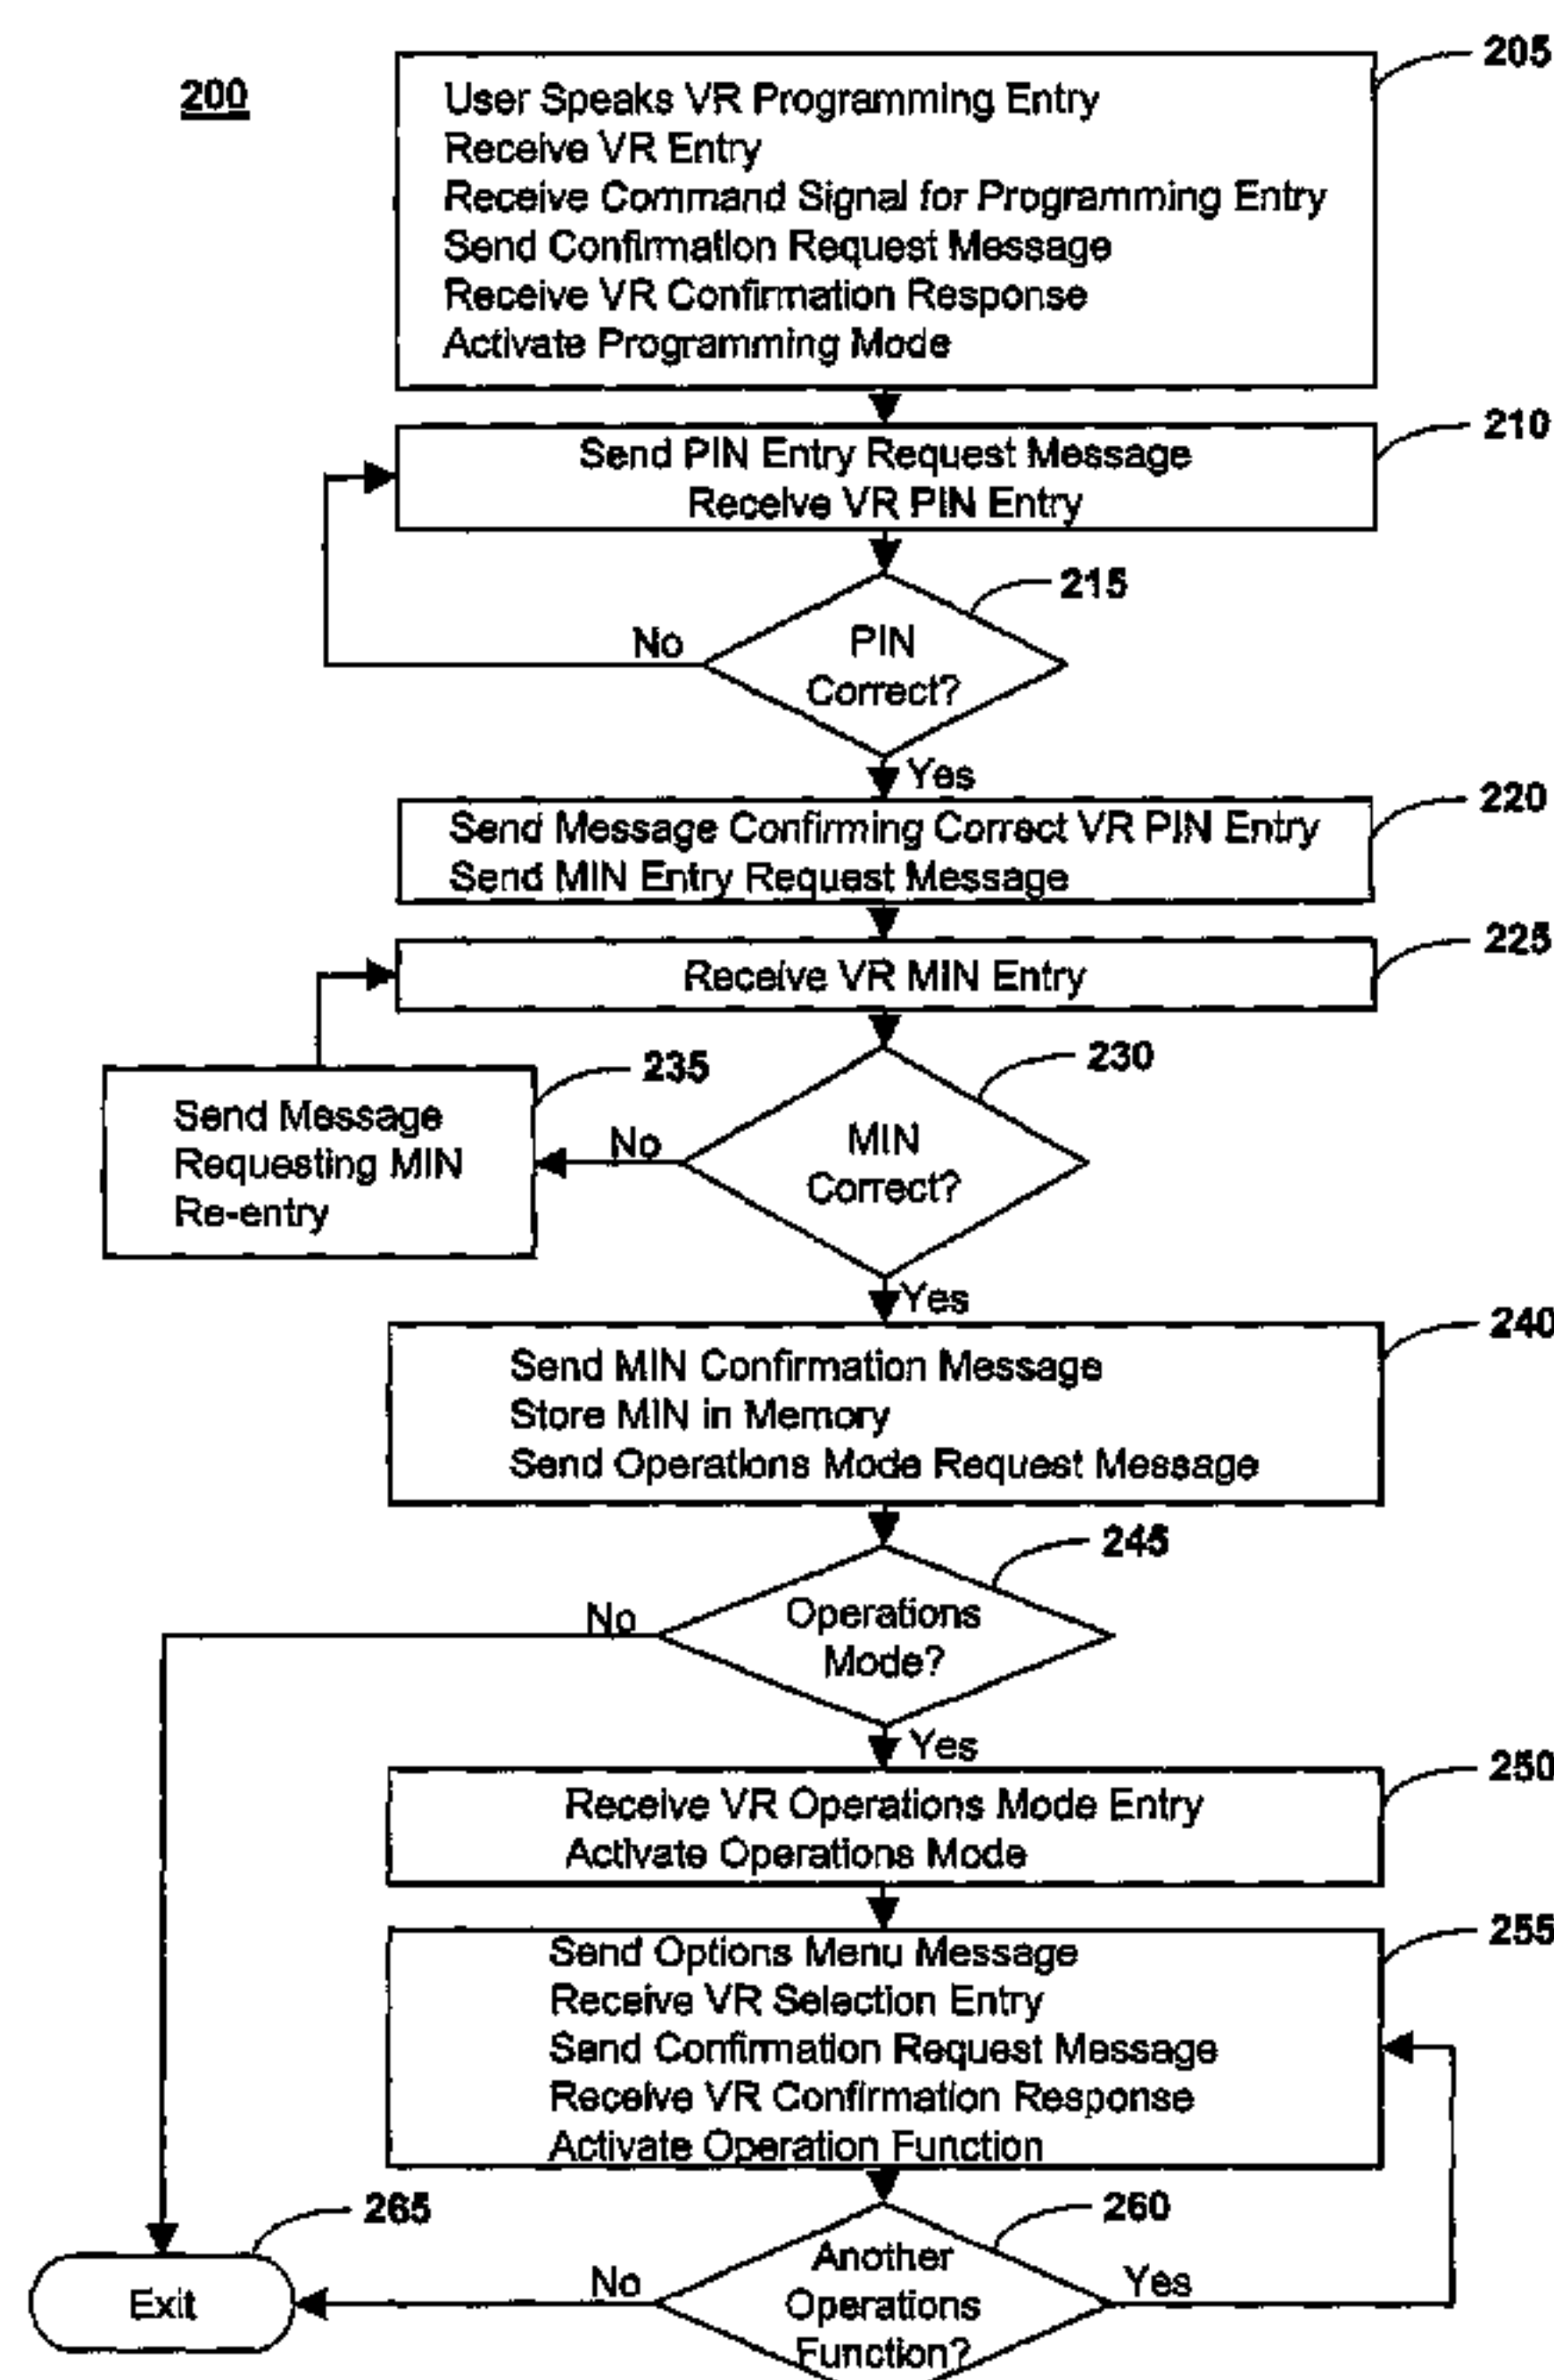 200
205
User Speaks VR Programming Entry
Receive VR Entry
Receive Command Signal for Programming Entry
Send Confirmation Request Message
Receive VR Confirmation Response
Activate Programming Mode
210
Send PIN Entry Request Message
Receive VR PIN Entry
215
PIN
Correct?
No
Yes
220
Send Message Confirming Correct VR PIN Entry
Send MIN Entry Request Message
225
Receive VR MIN Entry
230
MIN
Correct?
No
235
Send Message
Requesting MIN
Re-entry
Yes
240
Send MIN Confirmation Message
Store MIN in Memory
Send Operations Mode Request Message
245
Operations
Mode?
No
Yes
250
Receive VR Operations Mode Entry
Activate Operations Mode
255
Send Options Menu Message
Receive VR Selection Entry
Send Confirmation Request Message
Receive VR Confirmation Response
Activate Operation Function
260
Another
Operations
Function?
Yes
No
265
Exit